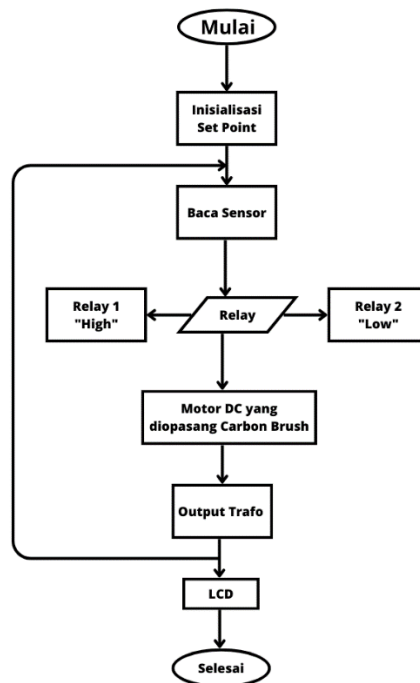 Mulai
Inisialisasi
Set Point
Baca Sensor
Relay 1
"High"
Relay
Relay 2
"Low"
Motor DC yang
diopasang Carbon Brush
Output Trafo
LCD
Selesai